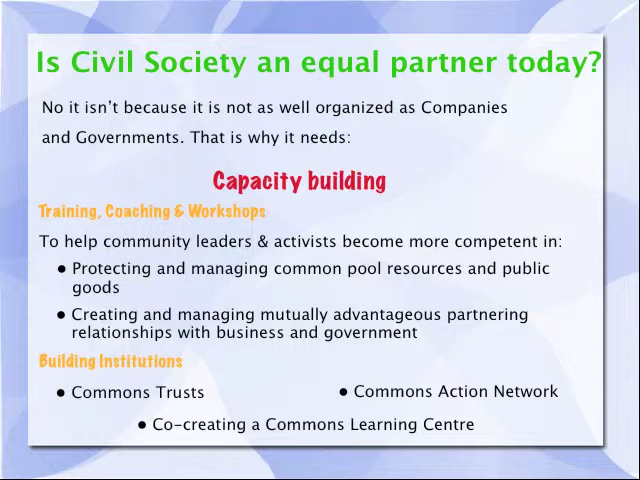 Is Civil Society an equal partner today?
No it isn't because it is not as well organized as Companies
and Governments. That is why it needs:
Capacity building
Training, Coaching & Workshops
To help community leaders & activists become more competent in:
• Protecting and managing common pool resources and public
goods
• Creating and managing mutually advantageous partnering
relationships with business and government
Building Institutions
• Commons Trusts • Commons Action Network
• Co-creating a Commons Learning Centre